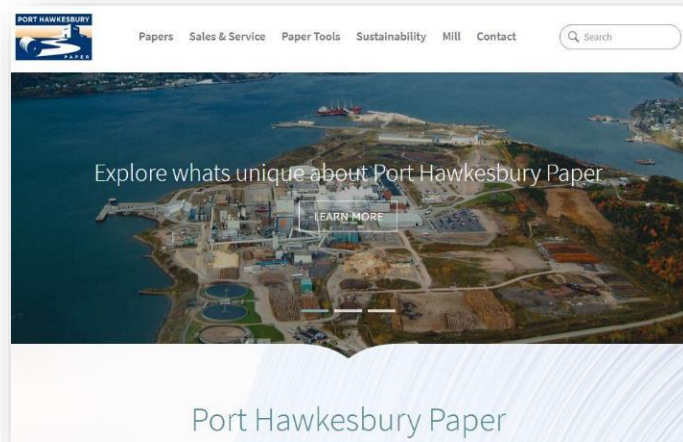 PORT HAWKESBURY
PAPER
Papers Sales & Service Paper Tools Sustainability Mill Contact
Search
Explore whats unique about Port Hawkesbury Paper
LEARN MORE
Port Hawkesbury Paper